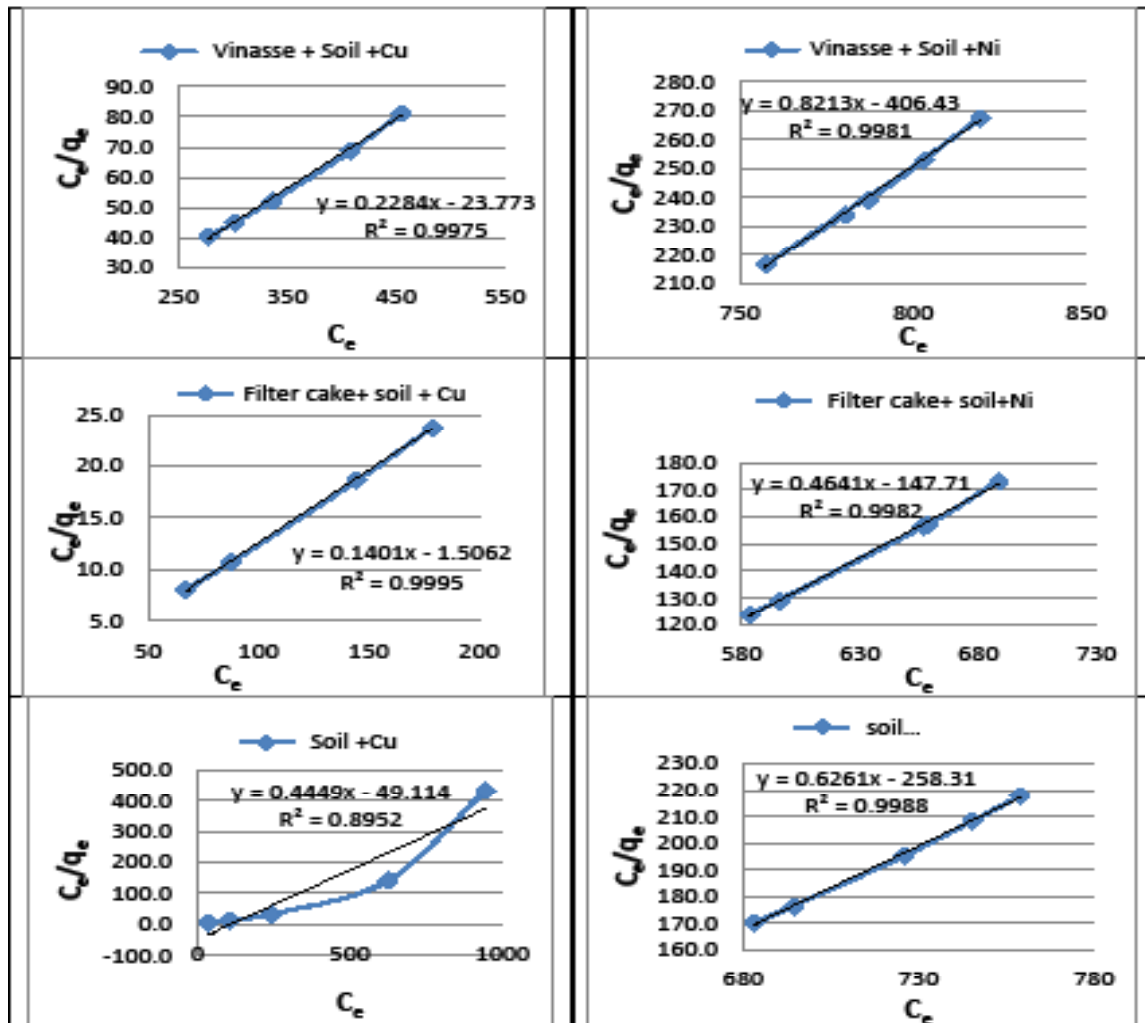 Vinasse + Soil +Cu
90.0
80.0
70.0
60.0
50.0
40.0
30.0
Ce/qe
y = 0.2284x - 23.773
R² = 0.9975
250 350 450 550
Ce
Vinasse + Soil +Ni
280.0
270.0
260.0
250.0
240.0
230.0
220.0
210.0
Ce/qe
y = 0.8213x - 406.43
R² = 0.9981
750 800 850
Ce
Filter cake+ soil + Cu
25.0
20.0
15.0
10.0
5.0
Ce/qe
y = 0.1401x - 1.5062
R² = 0.9995
50 100 150 200
Ce
Filter cake+ soil+Ni
180.0
170.0
160.0
150.0
140.0
130.0
120.0
Ce/qe
y = 0.4641x - 147.71
R² = 0.9982
580 630 680 730
Ce
Soil +Cu
500.0
400.0
300.0
200.0
100.0
0.0
-100.0
Ce/qe
y = 0.4449x - 49.114
R² = 0.8952
0 500 1000
Ce
soil...
230.0
220.0
210.0
200.0
190.0
180.0
170.0
160.0
Ce/qe
y = 0.6261x - 258.31
R² = 0.9988
680 730 780
Ce